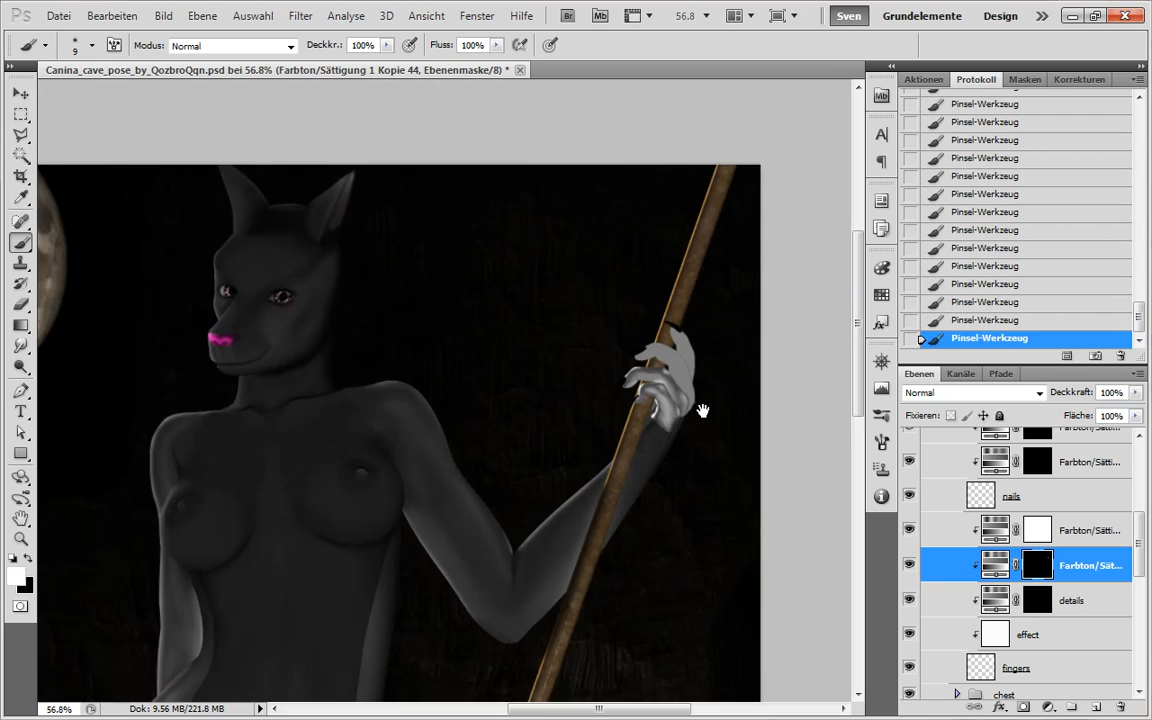 Ps Datei Bearbeiten Bild Ebene Auswahl Filter Analyse 3D Ansicht Fenster Hilfe Br Mb 56.8 Sven Grundelemente Design
9 Modus: Normal Deckkr.: 100% Fluss: 100%
Canina_cave_pose_by_QozbroQqn.psd bei 56.8% (Farbton/Sättigung 1 Kopie 44, Ebenenmaske/8) *
Aktionen Protokoll Masken Korrekturen
Mb
Pinsel-Werkzeug
Pinsel-Werkzeug
Pinsel-Werkzeug
Pinsel-Werkzeug
Pinsel-Werkzeug
Pinsel-Werkzeug
Pinsel-Werkzeug
Pinsel-Werkzeug
Pinsel-Werkzeug
Pinsel-Werkzeug
Pinsel-Werkzeug
Pinsel-Werkzeug
Pinsel-Werkzeug
Pinsel-Werkzeug
Ebenen Kanäle Pfade
Normal Deckkraft: 100%
Fixieren: Fläche: 100%
Farbton/Sätti...
Farbton/Sätti...
nails
Farbton/Sätti...
Farbton/Sät...
details
effect
fingers
chest
56.8% Dok: 9.56 MB/221.8 MB